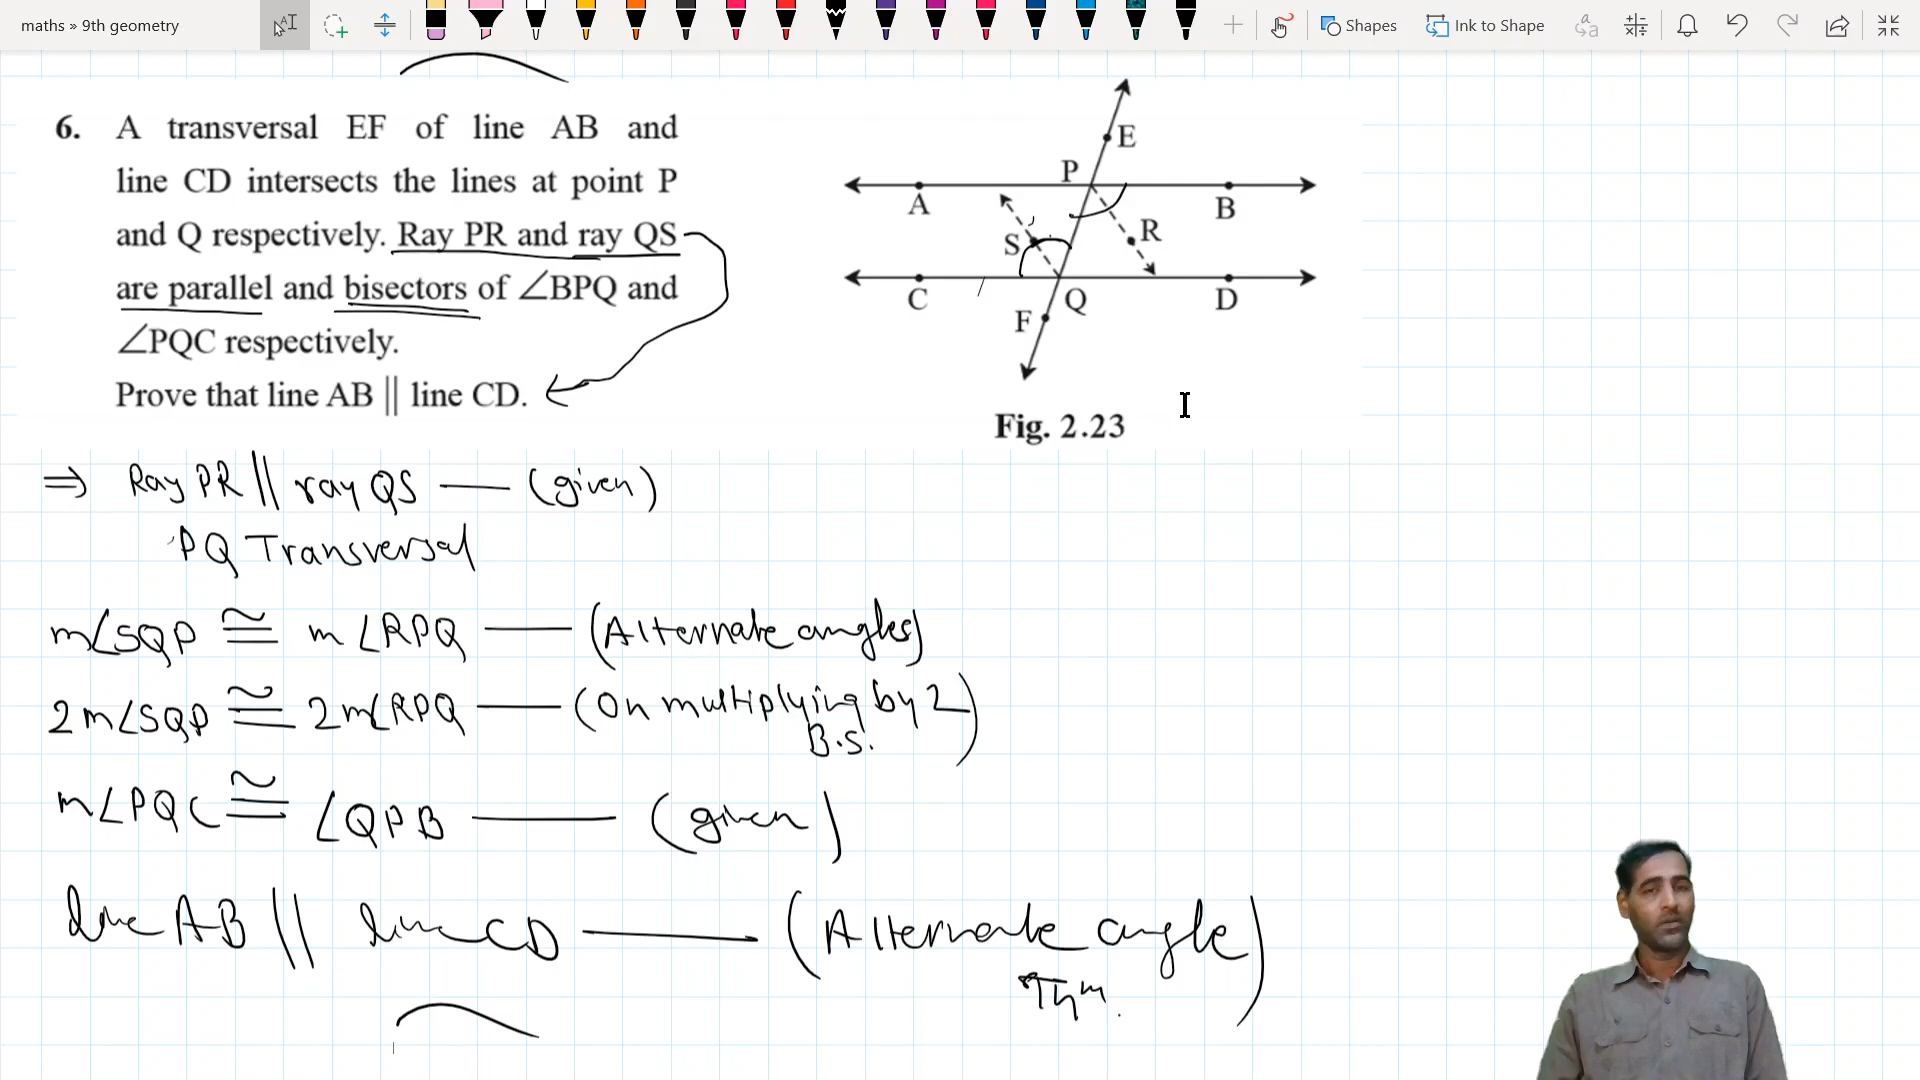 maths » 9th geometry
Shapes
Ink to Shape
6. A transversal EF of line AB and
line CD intersects the lines at point P
and Q respectively. Ray PR and ray QS
are parallel and bisectors of ∠BPQ and
∠PQC respectively.
Prove that line AB || line CD.
E
P
A
B
S
R
C
Q
D
F
Fig. 2.23
⇒ Ray PR || ray QS — (given)
PQ Transversal
m∠SQP ≅ m∠RPQ — (Alternate angles)
2m∠SQP ≅ 2m∠RPQ — (On multiplying by 2
B.S.)
m∠PQC ≅ ∠QPB — (given)
line AB || line CD — (Alternate angle)
Thm.